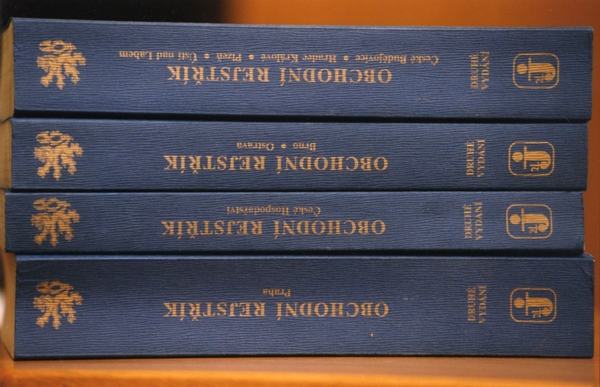 OBCHODNÍ REJSTŘÍK
České Budějovice • Hradec Králové • Plzeň • Ústí nad Labem
DRUHÉ
VYDÁNÍ
OBCHODNÍ REJSTŘÍK
Brno • Ostrava
DRUHÉ
VYDÁNÍ
OBCHODNÍ REJSTŘÍK
České Hospodářství
DRUHÉ
VYDÁNÍ
OBCHODNÍ REJSTŘÍK
Praha
DRUHÉ
VYDÁNÍ